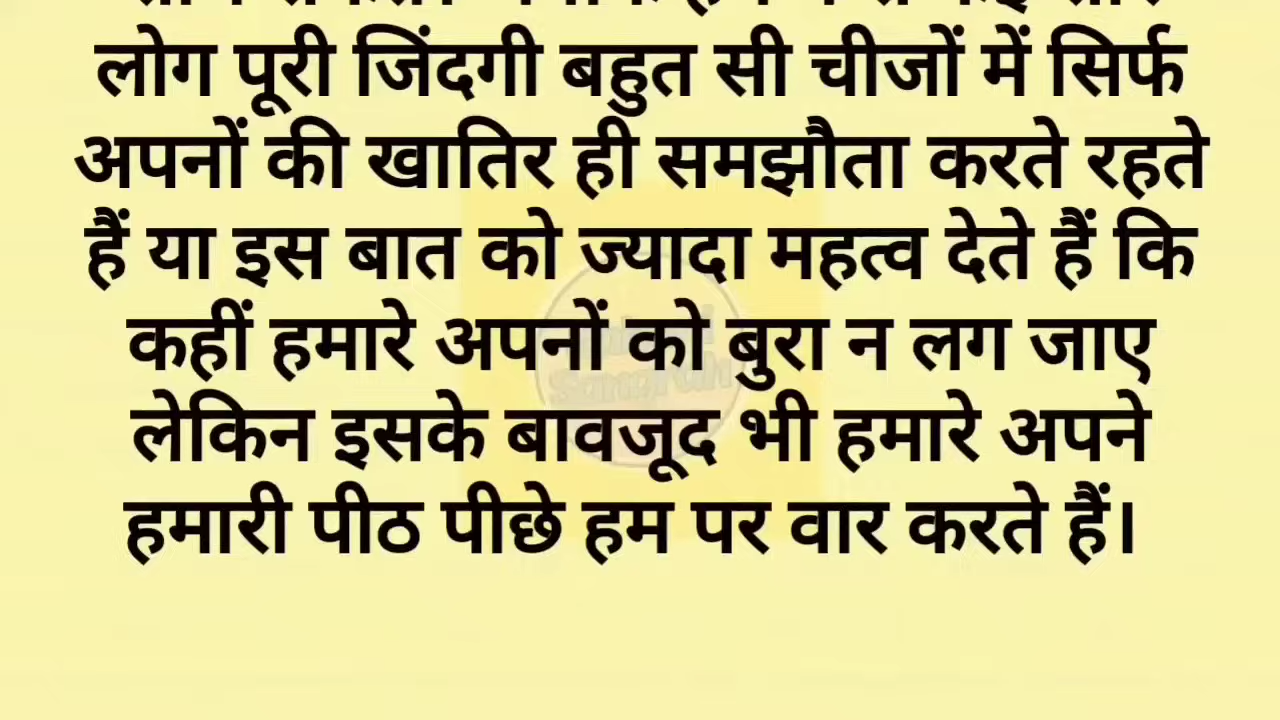 लोग पूरी जिंदगी बहुत सी चीजों में सिर्फ
अपनों की खातिर ही समझौता करते रहते
हैं या इस बात को ज्यादा महत्व देते हैं कि
कहीं हमारे अपनों को बुरा न लग जाए
लेकिन इसके बावजूद भी हमारे अपने
हमारी पीठ पीछे हम पर वार करते हैं।